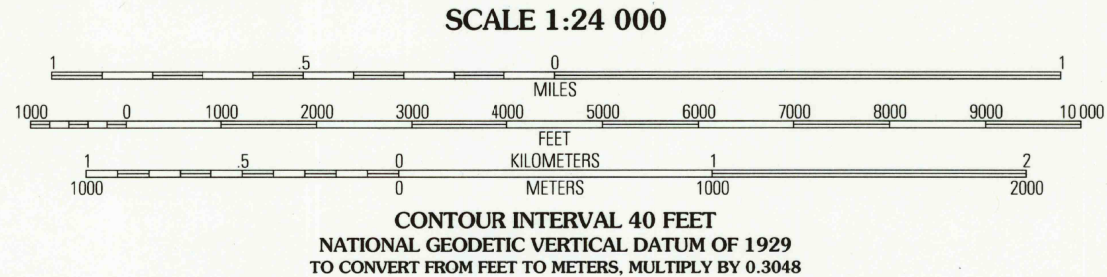 SCALE 1:24 000
1 .5 0 1
MILES
1000 0 1000 2000 3000 4000 5000 6000 7000 8000 9000 10 000
FEET
1 .5 0 KILOMETERS 1 2
1000 0 METERS 1000 2000
CONTOUR INTERVAL 40 FEET
NATIONAL GEODETIC VERTICAL DATUM OF 1929
TO CONVERT FROM FEET TO METERS, MULTIPLY BY 0.3048